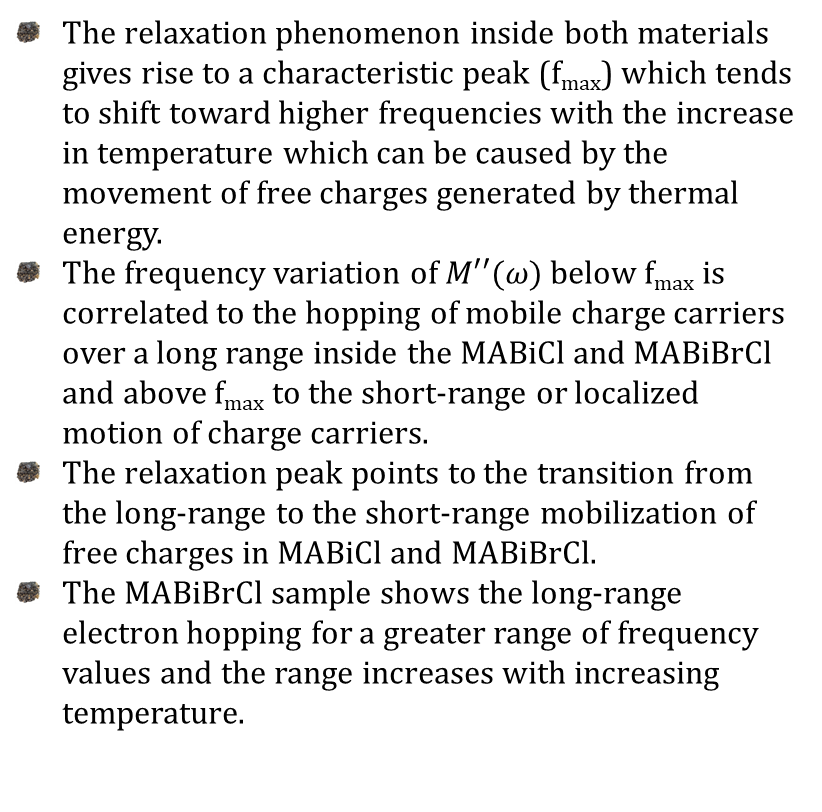 The relaxation phenomenon inside both materials
gives rise to a characteristic peak (fmax) which tends
to shift toward higher frequencies with the increase
in temperature which can be caused by the
movement of free charges generated by thermal
energy.
The frequency variation of M′′(ω) below fmax is
correlated to the hopping of mobile charge carriers
over a long range inside the MABiCl and MABiBrCl
and above fmax to the short-range or localized
motion of charge carriers.
The relaxation peak points to the transition from
the long-range to the short-range mobilization of
free charges in MABiCl and MABiBrCl.
The MABiBrCl sample shows the long-range
electron hopping for a greater range of frequency
values and the range increases with increasing
temperature.